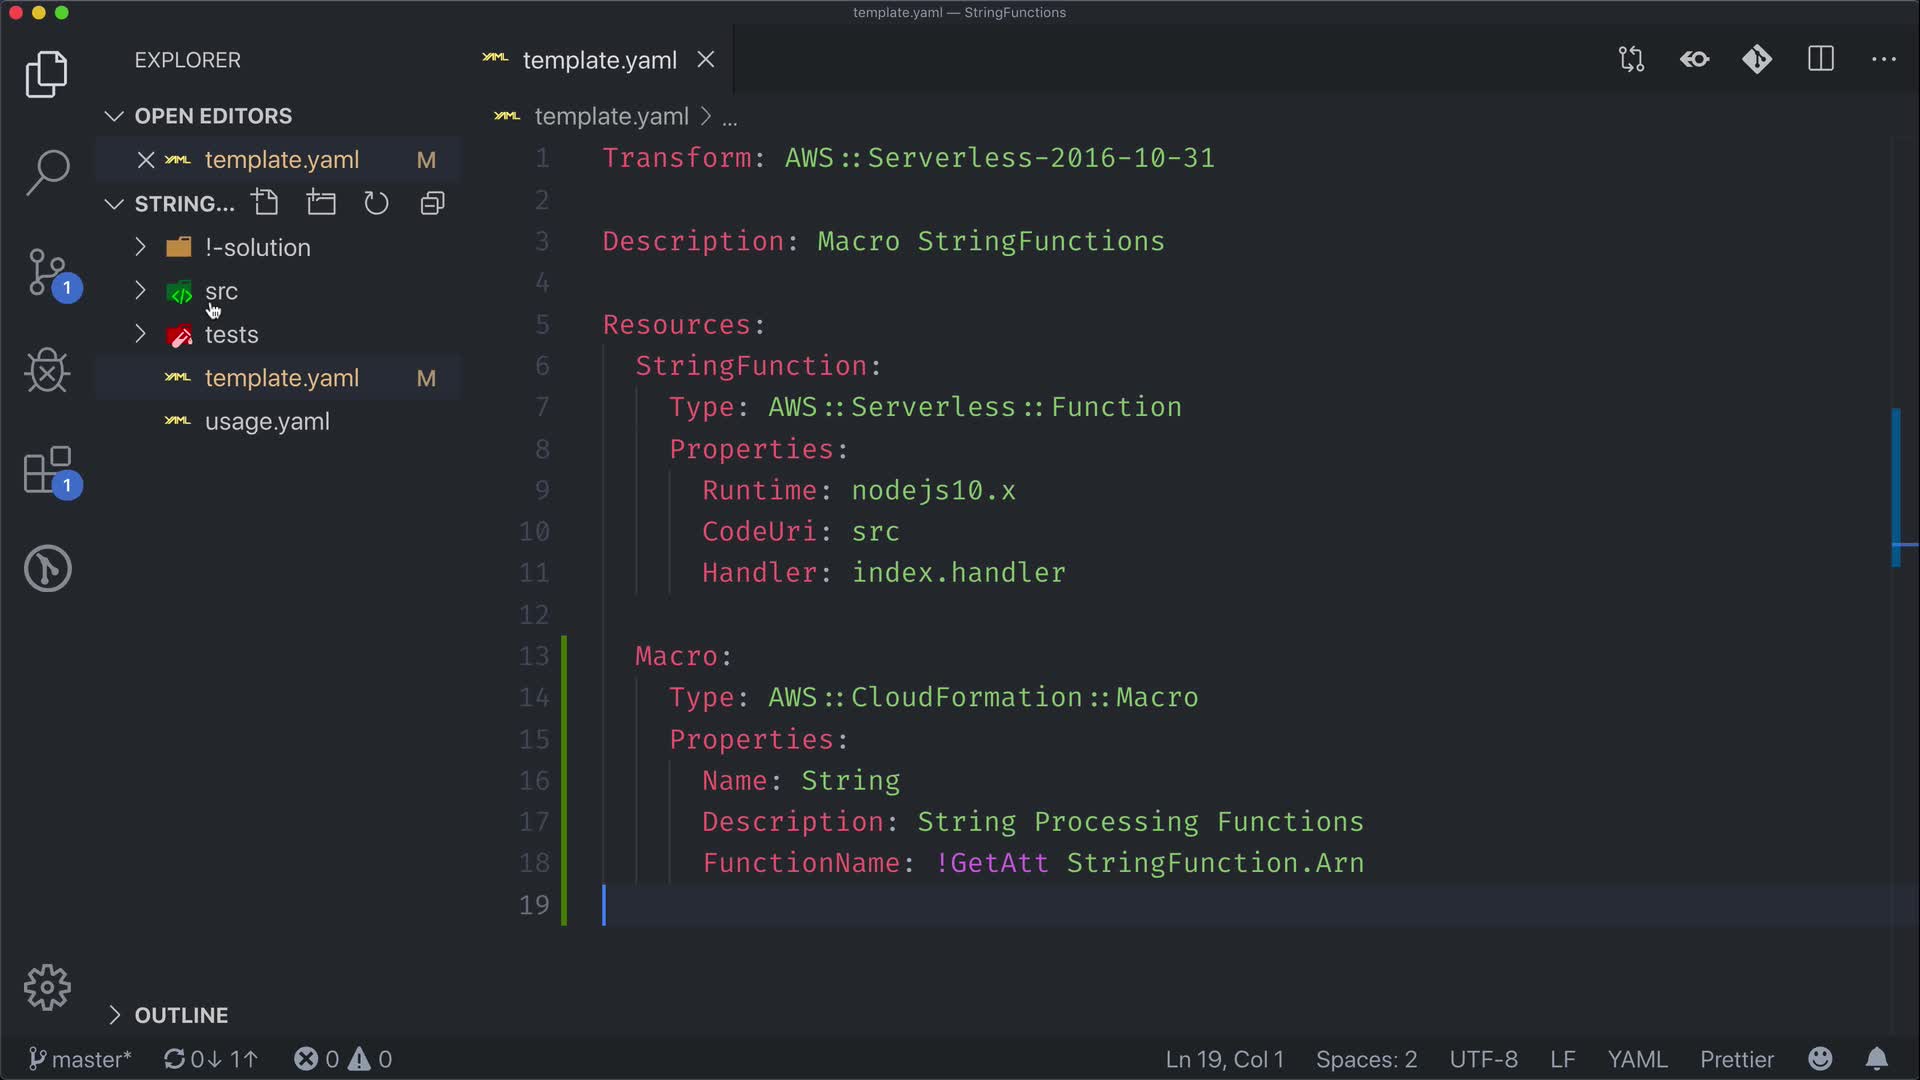 template.yaml — StringFunctions
EXPLORER
OPEN EDITORS
YAML template.yaml M
STRING...
!-solution
src
tests
YAML template.yaml M
YAML usage.yaml
OUTLINE
1
1
YAML template.yaml
YAML template.yaml > ...
1 Transform: AWS::Serverless-2016-10-31
2
3 Description: Macro StringFunctions
4
5 Resources:
6 StringFunction:
7 Type: AWS::Serverless::Function
8 Properties:
9 Runtime: nodejs10.x
10 CodeUri: src
11 Handler: index.handler
12
13 Macro:
14 Type: AWS::CloudFormation::Macro
15 Properties:
16 Name: String
17 Description: String Processing Functions
18 FunctionName: !GetAtt StringFunction.Arn
19
master* 0↓ 1↑ 0 0 Ln 19, Col 1 Spaces: 2 UTF-8 LF YAML Prettier